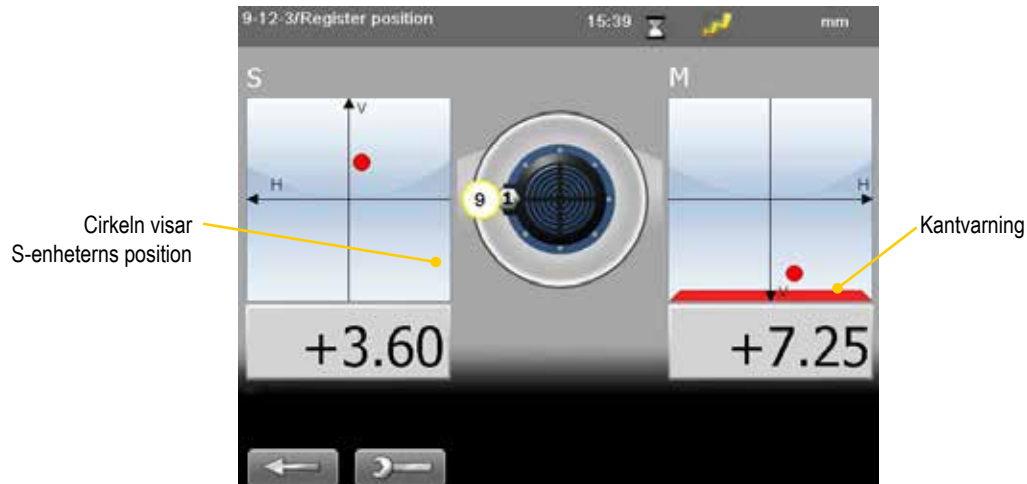 9-12-3/Register position 15:39 mm
S M
V
H
9 1
H
V
+3.60 +7.25
Cirkeln visar
S-enheterns position
Kantvarning